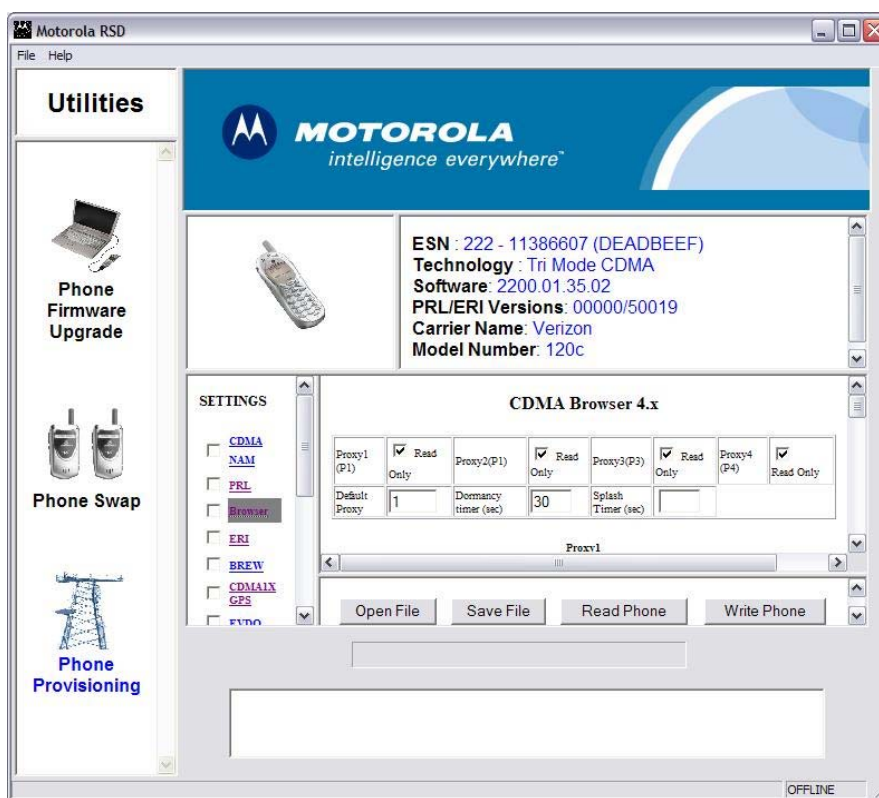 Motorola RSD
File Help
Utilities
MOTOROLA
intelligence everywhere™
Phone
Firmware
Upgrade
Phone Swap
Phone
Provisioning
ESN : 222 - 11386607 (DEADBEEF)
Technology : Tri Mode CDMA
Software: 2200.01.35.02
PRL/ERI Versions: 00000/50019
Carrier Name: Verizon
Model Number: 120c
SETTINGS
CDMA
NAM
PRL
Browser
ERI
BREW
CDMA1X
GPS
EVDO
CDMA Browser 4.x
Proxy1 (P1) Read Only Proxy2(P1) Read Only Proxy3(P3) Read Only Proxy4 (P4) Read Only
Default Proxy 1 Dormancy timer (sec) 30 Splash Timer (sec)
Proxy1
Open File Save File Read Phone Write Phone
OFFLINE